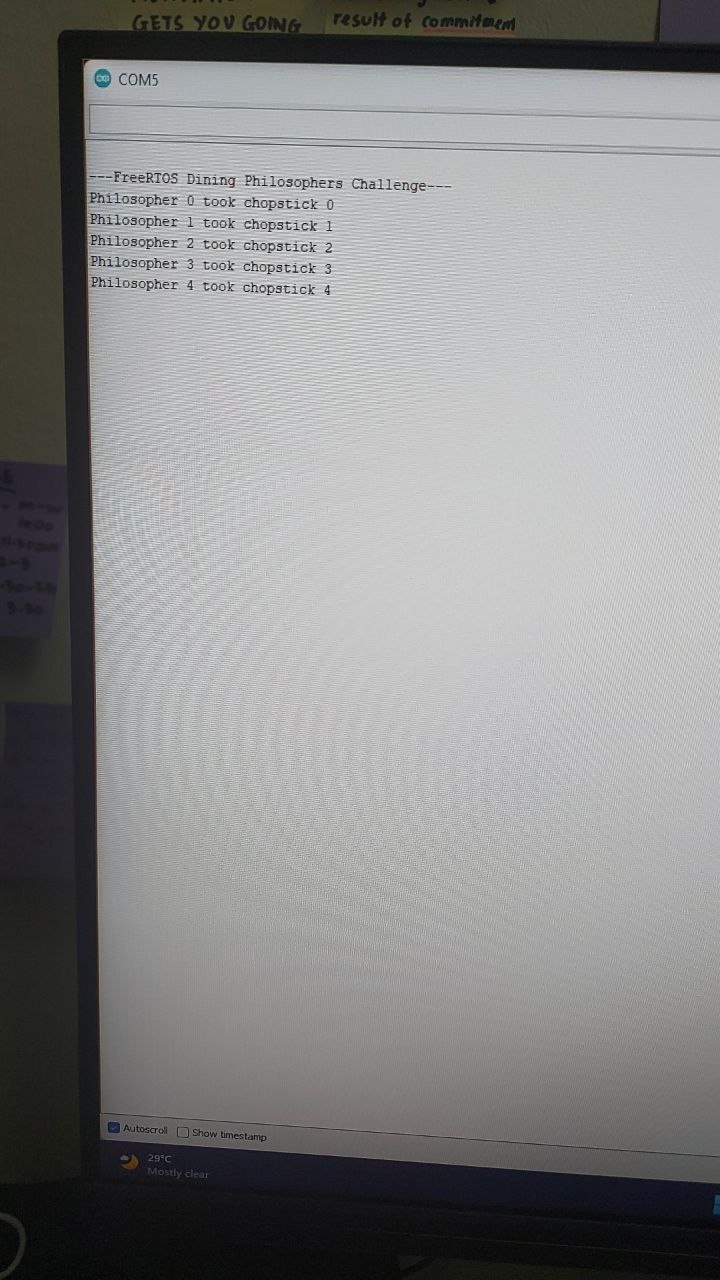 GETS YOU GOING
result of commitment
COM5
---FreeRTOS Dining Philosophers Challenge---
Philosopher 0 took chopstick 0
Philosopher 1 took chopstick 1
Philosopher 2 took chopstick 2
Philosopher 3 took chopstick 3
Philosopher 4 took chopstick 4
Autoscroll Show timestamp
29°C
Mostly clear